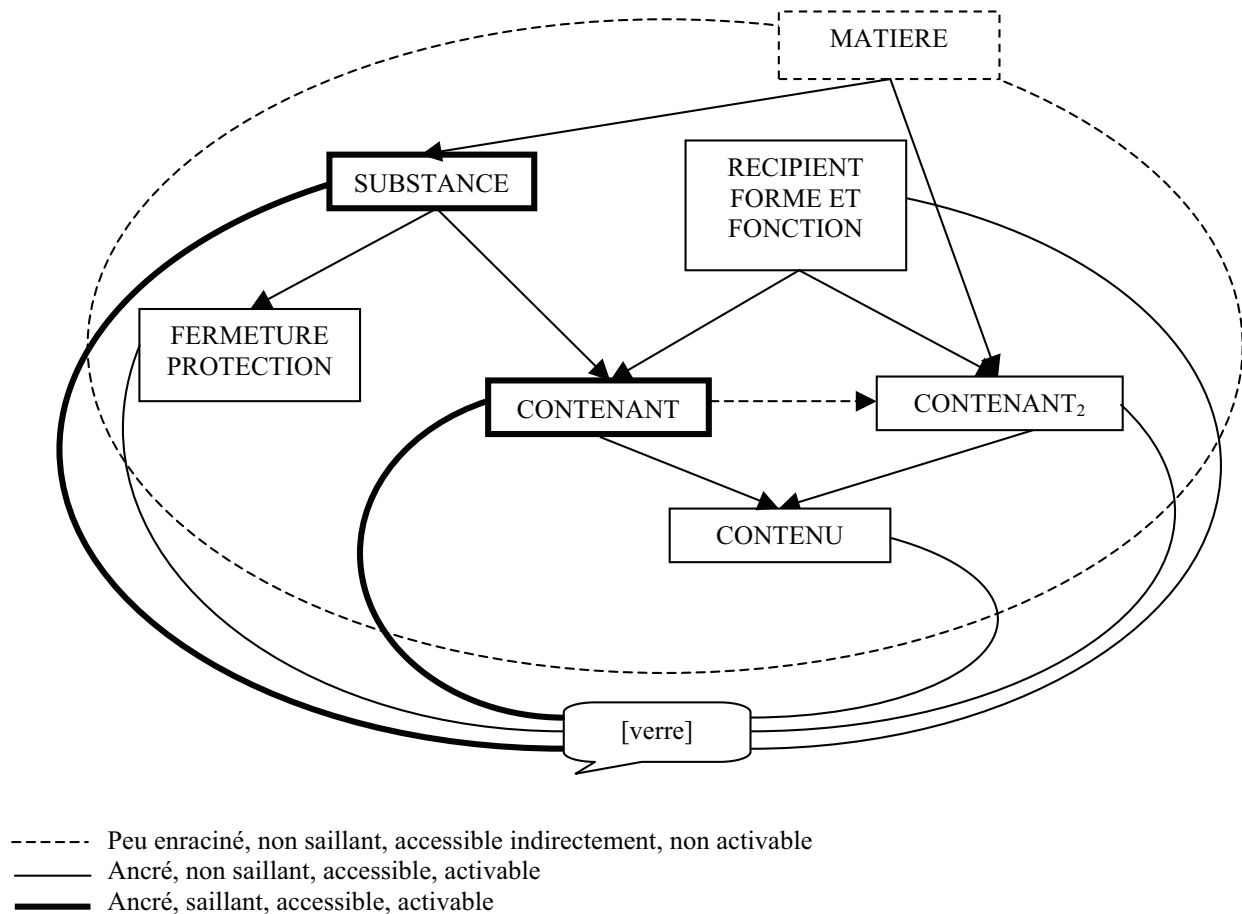 MATIERE
SUBSTANCE
RECIPIENT
FORME ET
FONCTION
FERMETURE
PROTECTION
CONTENANT
CONTENANT₂
CONTENU
[verre]
Peu enraciné, non saillant, accessible indirectement, non activable
Ancré, non saillant, accessible, activable
Ancré, saillant, accessible, activable